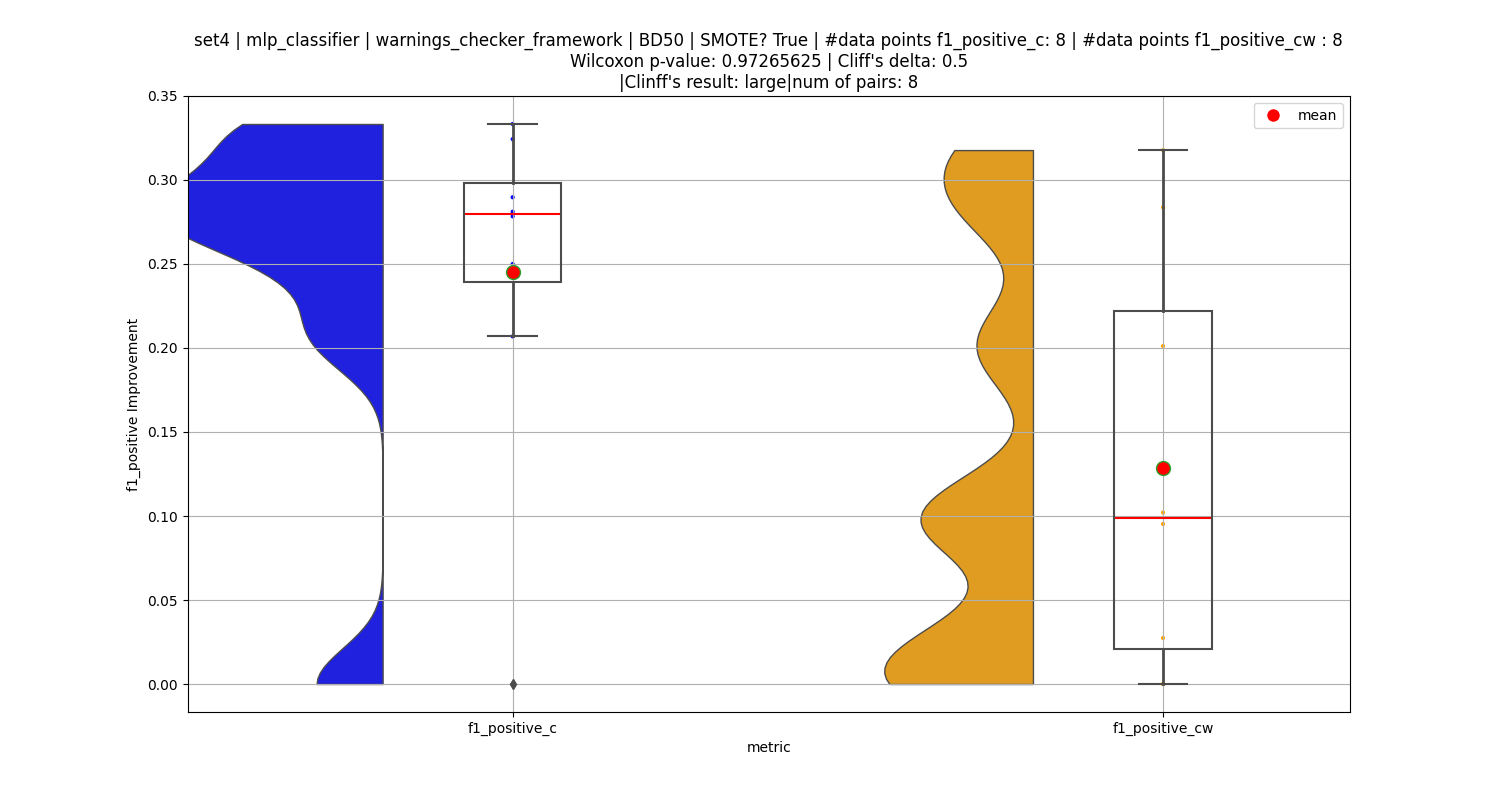 set4 | mlp_classifier | warnings_checker_framework | BD50 | SMOTE? True | #data points f1_positive_c: 8 | #data points f1_positive_cw : 8
Wilcoxon p-value: 0.97265625 | Cliff's delta: 0.5
|Clinff's result: large|num of pairs: 8
mean
f1_positive Improvement
0.35
0.30
0.25
0.20
0.15
0.10
0.05
0.00
f1_positive_c
f1_positive_cw
metric